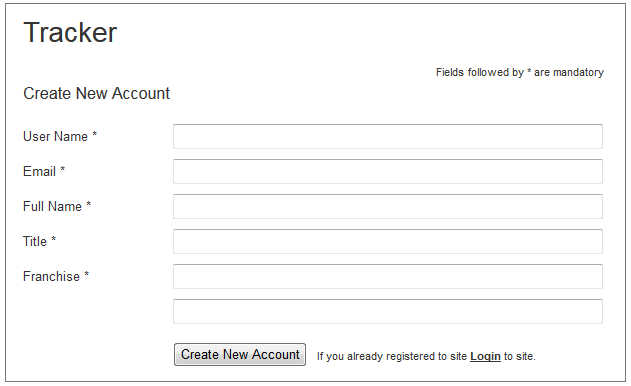 Tracker
Fields followed by * are mandatory
Create New Account
User Name *
Email *
Full Name *
Title *
Franchise *
Create New Account If you already registered to site Login to site.